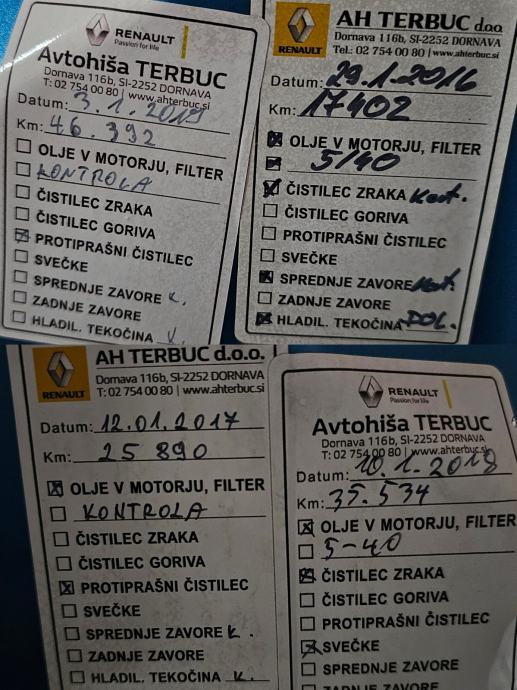 RENAULT
Passion for life
Avtohiša TERBUC
Dornava 116b, SI-2252 DORNAVA
T: 02 754 00 80 | www.ahterbuc.si
Datum: 3.1.2019
Km: 46.392
OLJE V MOTORJU, FILTER
KONTROLA
ČISTILEC ZRAKA
ČISTILEC GORIVA
PROTIPRAŠNI ČISTILEC
SVEČKE
SPREDNJE ZAVORE K.
ZADNJE ZAVORE
HLADIL. TEKOČINA K.
RENAULT
AH TERBUC d.o.o.
Dornava 116b, SI-2252 DORNAVA
Tel.: 02 754 00 80 | www.ahterbuc.si
Datum: 29.1.2016
Km: 17402
OLJE V MOTORJU, FILTER
5/40
ČISTILEC ZRAKA Kont.
ČISTILEC GORIVA
PROTIPRAŠNI ČISTILEC
SVEČKE
SPREDNJE ZAVORE Kont.
ZADNJE ZAVORE
HLADIL. TEKOČINA DOL.
RENAULT
AH TERBUC d.o.o.
Dornava 116b, SI-2252 DORNAVA
T: 02 754 00 80 | www.ahterbuc.si
Datum: 12.01.2017
Km: 25 890
OLJE V MOTORJU, FILTER
KONTROLA
ČISTILEC ZRAKA
ČISTILEC GORIVA
PROTIPRAŠNI ČISTILEC
SVEČKE
SPREDNJE ZAVORE K.
ZADNJE ZAVORE
HLADIL. TEKOČINA K.
RENAULT
Passion for life
Avtohiša TERBUC
Dornava 116b, SI-2252 DORNAVA
T: 02 754 00 80 | www.ahterbuc.si
Datum: 10.1.2018
Km: 35.534
OLJE V MOTORJU, FILTER
5-40
ČISTILEC ZRAKA
ČISTILEC GORIVA
PROTIPRAŠNI ČISTILEC
SVEČKE
SPREDNJE ZAVORE
ZADNJE ZAVORE